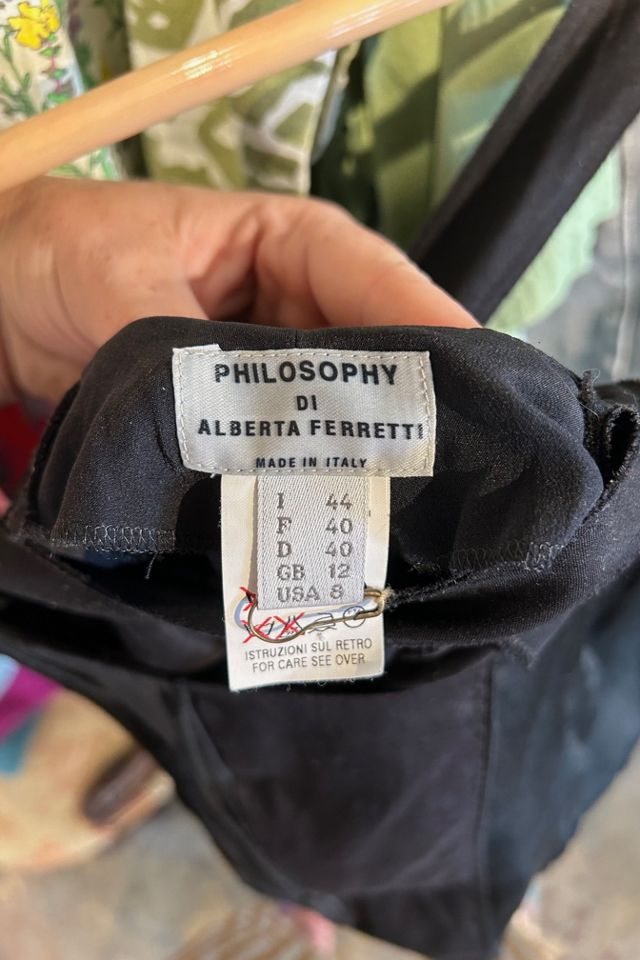 PHILOSOPHY
DI
ALBERTA FERRETTI
MADE IN ITALY
I 44
F 40
D 40
GB 12
USA 8
ISTRUZIONI SUL RETRO
FOR CARE SEE OVER